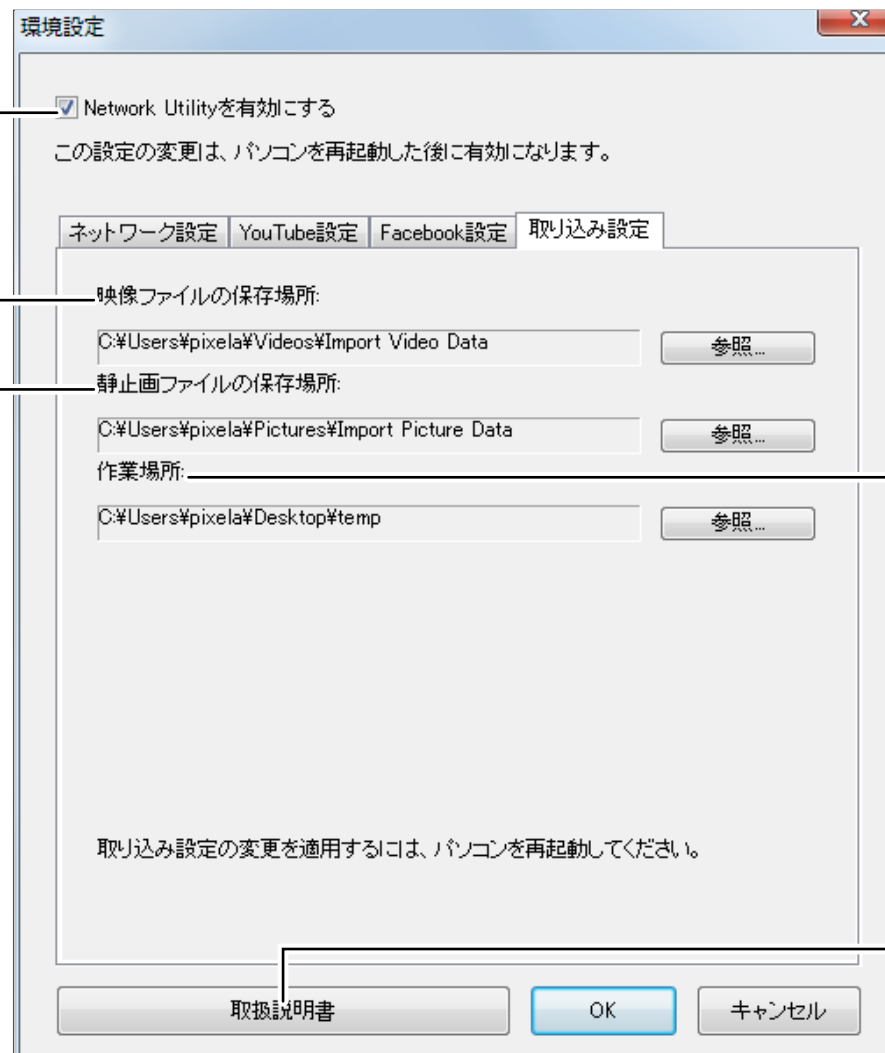 環境設定
Network Utilityを有効にする
この設定の変更は、パソコンを再起動した後に有効になります。
ネットワーク設定 YouTube設定 Facebook設定 取り込み設定
映像ファイルの保存場所:
C:¥Users¥pixela¥Videos¥Import Video Data 参照...
静止画ファイルの保存場所:
C:¥Users¥pixela¥Pictures¥Import Picture Data 参照...
作業場所:
C:¥Users¥pixela¥Desktop¥temp 参照...
取り込み設定の変更を適用するには、パソコンを再起動してください。
取扱説明書 OK キャンセル